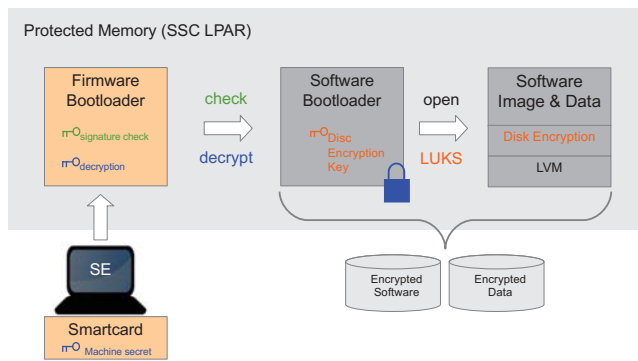 Protected Memory (SSC LPAR)
Firmware
Bootloader
signature check
decryption
check
decrypt
Software
Bootloader
Disc
Encryption
Key
open
LUKS
Software
Image & Data
Disk Encryption
LVM
SE
Smartcard
Machine secret
Encrypted
Software
Encrypted
Data